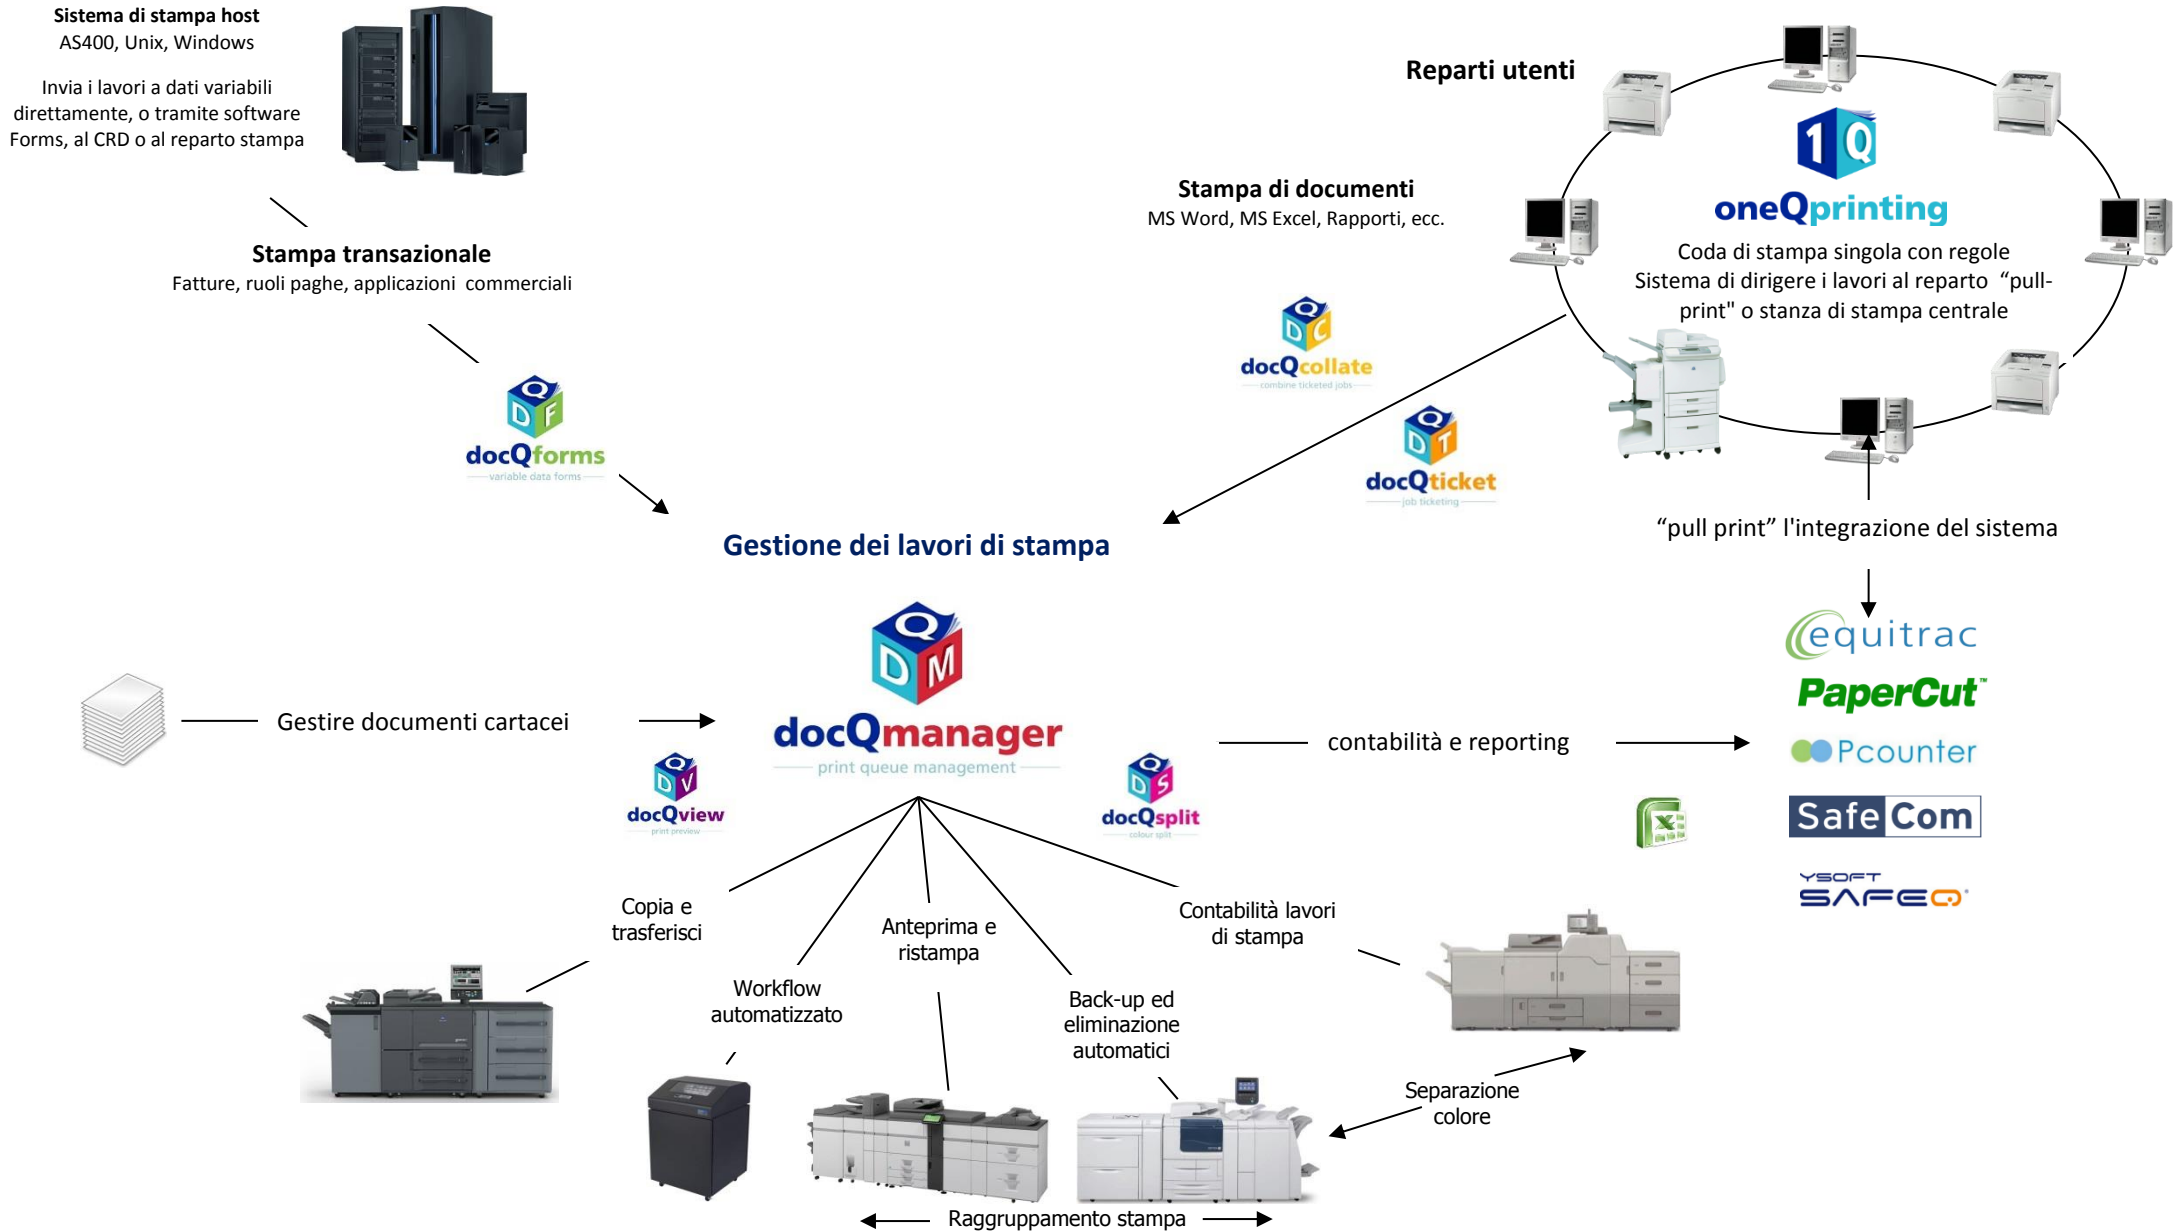 Sistema di stampa host
AS400, Unix, Windows
Invia i lavori a dati variabili
direttamente, o tramite software
Forms, al CRD o al reparto stampa
Stampa transazionale
Fatture, ruoli paghe, applicazioni commerciali
Q
D F
docQforms
variable data forms
Reparti utenti
Stampa di documenti
MS Word, MS Excel, Rapporti, ecc.
1Q
oneQprinting
Coda di stampa singola con regole
Sistema di dirigere i lavori al reparto “pull-
print" o stanza di stampa centrale
Q
D C
docQcollate
combine ticketed jobs
Q
D T
docQticket
job ticketing
“pull print” l'integrazione del sistema
Gestione dei lavori di stampa
Q
D M
docQmanager
print queue management
Gestire documenti cartacei
Q
D V
docQview
print preview
Q
D S
docQsplit
colour split
contabilità e reporting
equitrac
PaperCut™
Pcounter
SafeCom
YSOFT
SAFEQ®
X
Copia e
trasferisci
Workflow
automatizzato
Anteprima e
ristampa
Back-up ed
eliminazione
automatici
Contabilità lavori
di stampa
Separazione
colore
Raggruppamento stampa